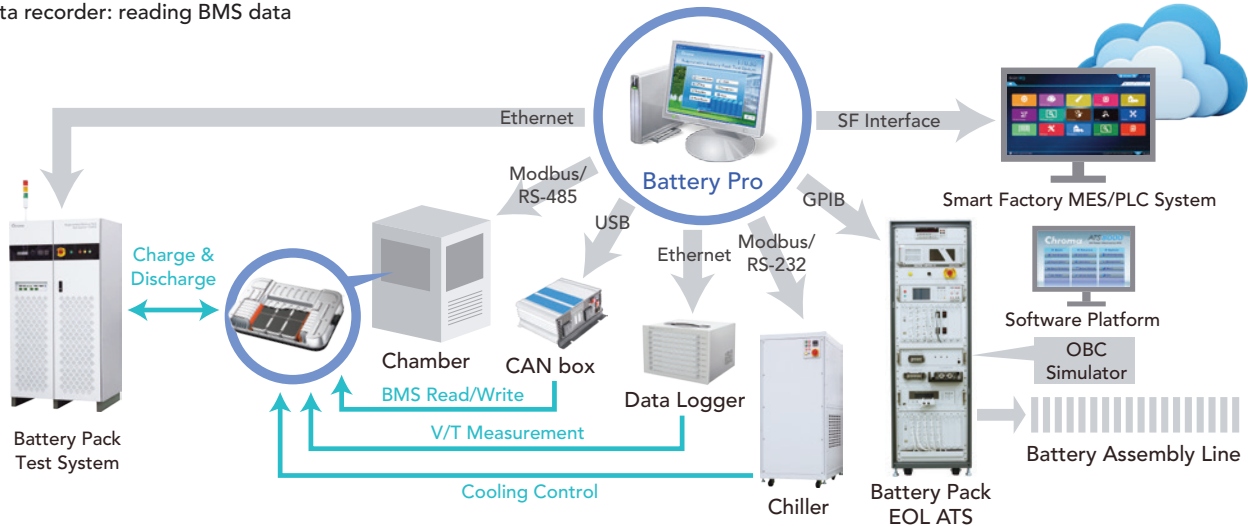 ta recorder: reading BMS data
Ethernet
SF Interface
Modbus/
RS-485
Battery Pro
GPIB
Smart Factory MES/PLC System
USB
Ethernet
Modbus/
RS-232
Charge &
Discharge
Chroma
Software Platform
Chamber
CAN box
OBC
Simulator
BMS Read/Write
Data Logger
V/T Measurement
Battery Pack
Test System
Battery Assembly Line
Cooling Control
Chiller
Battery Pack
EOL ATS